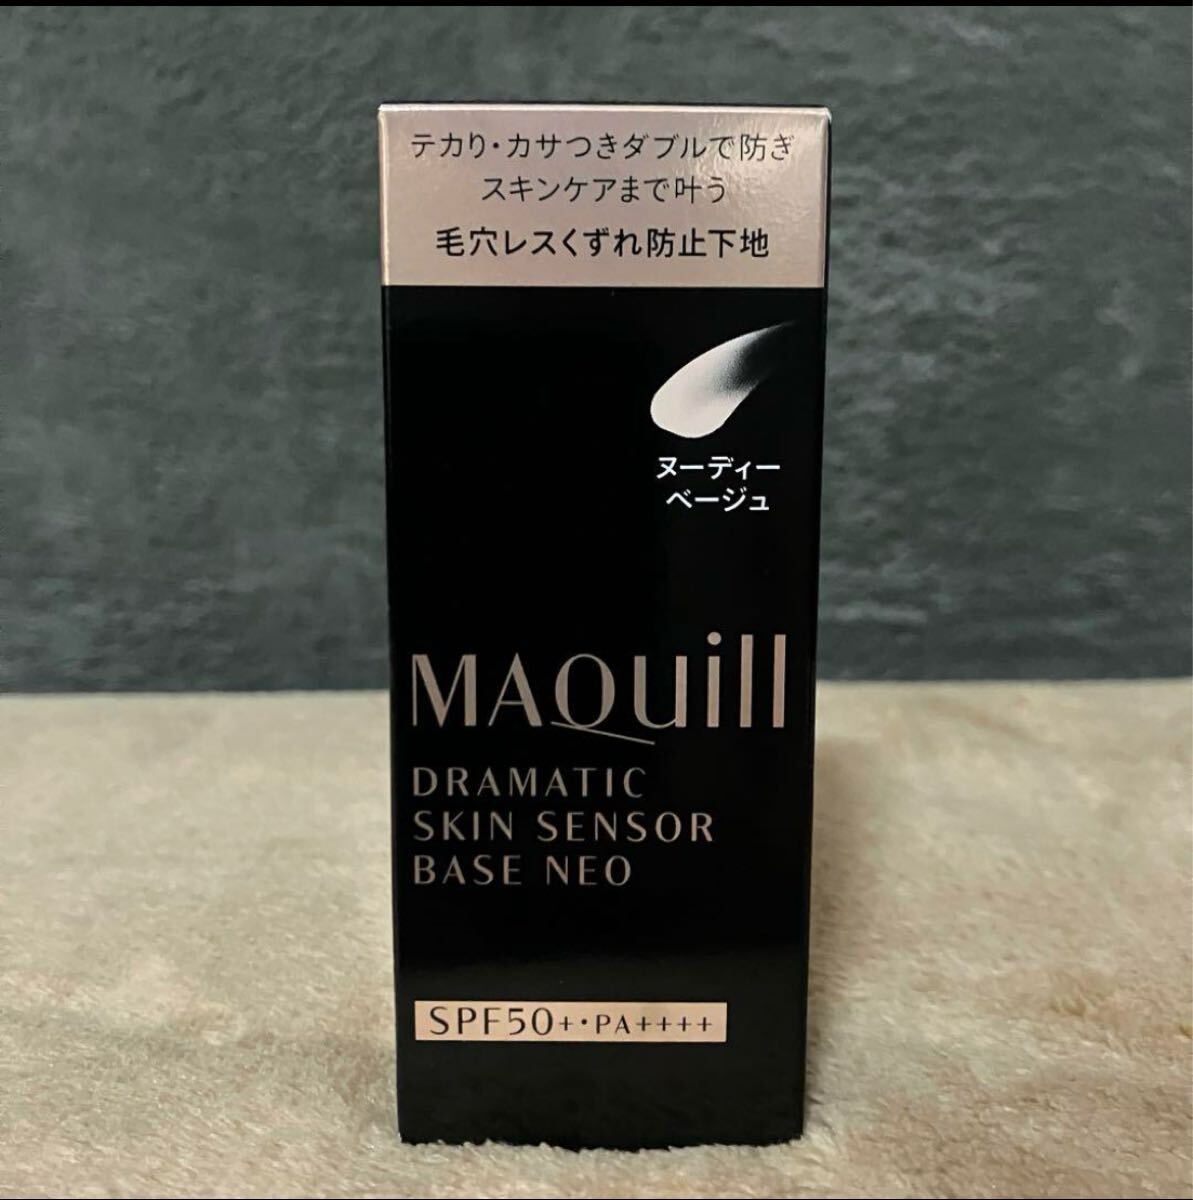 テカリ・カサつきダブルで防ぎ
スキンケアまで叶う
毛穴レスくずれ防止下地
ヌーディー
ベージュ
MAQuill
DRAMATIC
SKIN SENSOR
BASE NEO
SPF50+・PA++++